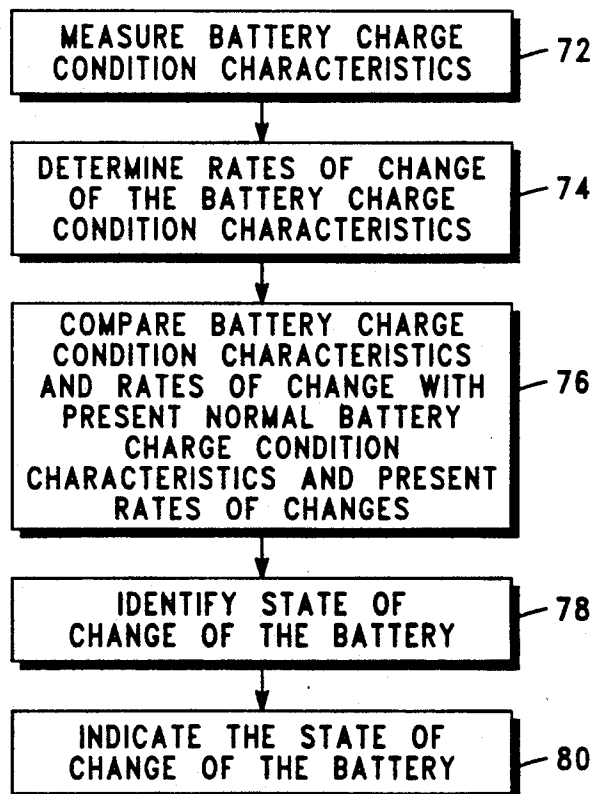 MEASURE BATTERY CHARGE
CONDITION CHARACTERISTICS
72
DETERMINE RATES OF CHANGE
OF THE BATTERY CHARGE
CONDITION CHARACTERISTICS
74
COMPARE BATTERY CHARGE
CONDITION CHARACTERISTICS
AND RATES OF CHANGE WITH
PRESENT NORMAL BATTERY
CHARGE CONDITION
CHARACTERISTICS AND PRESENT
RATES OF CHANGES
76
IDENTIFY STATE OF
CHANGE OF THE BATTERY
78
INDICATE THE STATE OF
CHANGE OF THE BATTERY
80